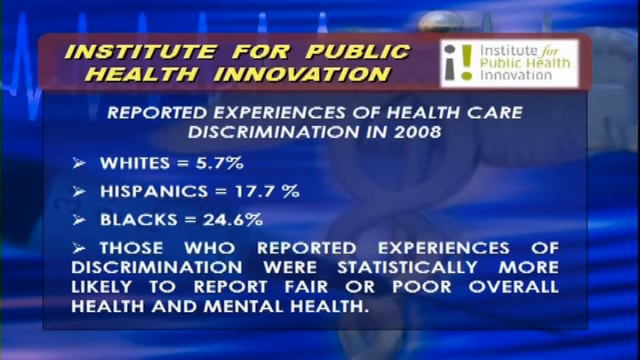 INSTITUTE FOR PUBLIC
HEALTH INNOVATION
i! Institute for
Public Health
Innovation
REPORTED EXPERIENCES OF HEALTH CARE
DISCRIMINATION IN 2008
➢ WHITES = 5.7%
➢ HISPANICS = 17.7 %
➢ BLACKS = 24.6%
➢ THOSE WHO REPORTED EXPERIENCES OF
DISCRIMINATION WERE STATISTICALLY MORE
LIKELY TO REPORT FAIR OR POOR OVERALL
HEALTH AND MENTAL HEALTH.